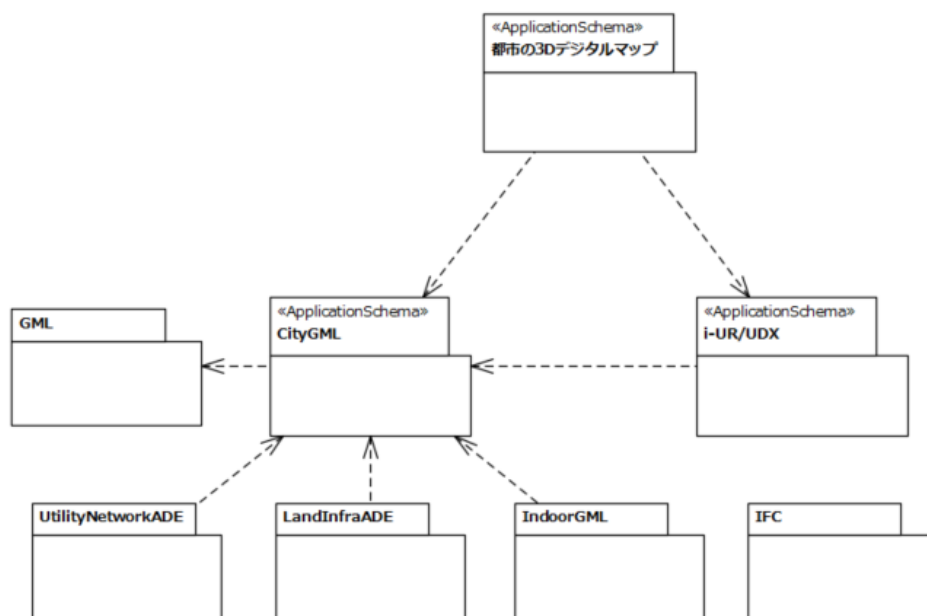 «ApplicationSchema»
都市の3Dデジタルマップ
GML
«ApplicationSchema»
CityGML
«ApplicationSchema»
i-UR/UDX
UtilityNetworkADE
LandInfraADE
IndoorGML
IFC